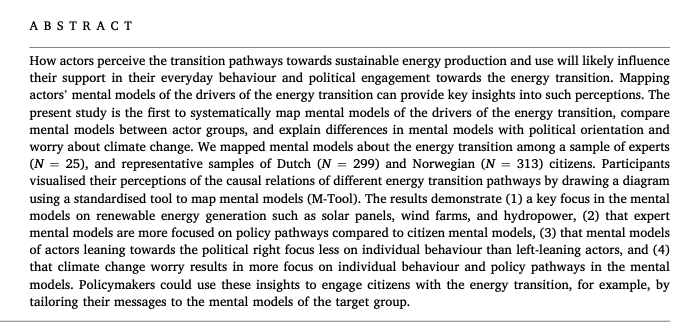 A B S T R A C T
How actors perceive the transition pathways towards sustainable energy production and use will likely influence
their support in their everyday behaviour and political engagement towards the energy transition. Mapping
actors' mental models of the drivers of the energy transition can provide key insights into such perceptions. The
present study is the first to systematically map mental models of the drivers of the energy transition, compare
mental models between actor groups, and explain differences in mental models with political orientation and
worry about climate change. We mapped mental models about the energy transition among a sample of experts
(N = 25), and representative samples of Dutch (N = 299) and Norwegian (N = 313) citizens. Participants
visualised their perceptions of the causal relations of different energy transition pathways by drawing a diagram
using a standardised tool to map mental models (M-Tool). The results demonstrate (1) a key focus in the mental
models on renewable energy generation such as solar panels, wind farms, and hydropower, (2) that expert
mental models are more focused on policy pathways compared to citizen mental models, (3) that mental models
of actors leaning towards the political right focus less on individual behaviour than left-leaning actors, and (4)
that climate change worry results in more focus on individual behaviour and policy pathways in the mental
models. Policymakers could use these insights to engage citizens with the energy transition, for example, by
tailoring their messages to the mental models of the target group.